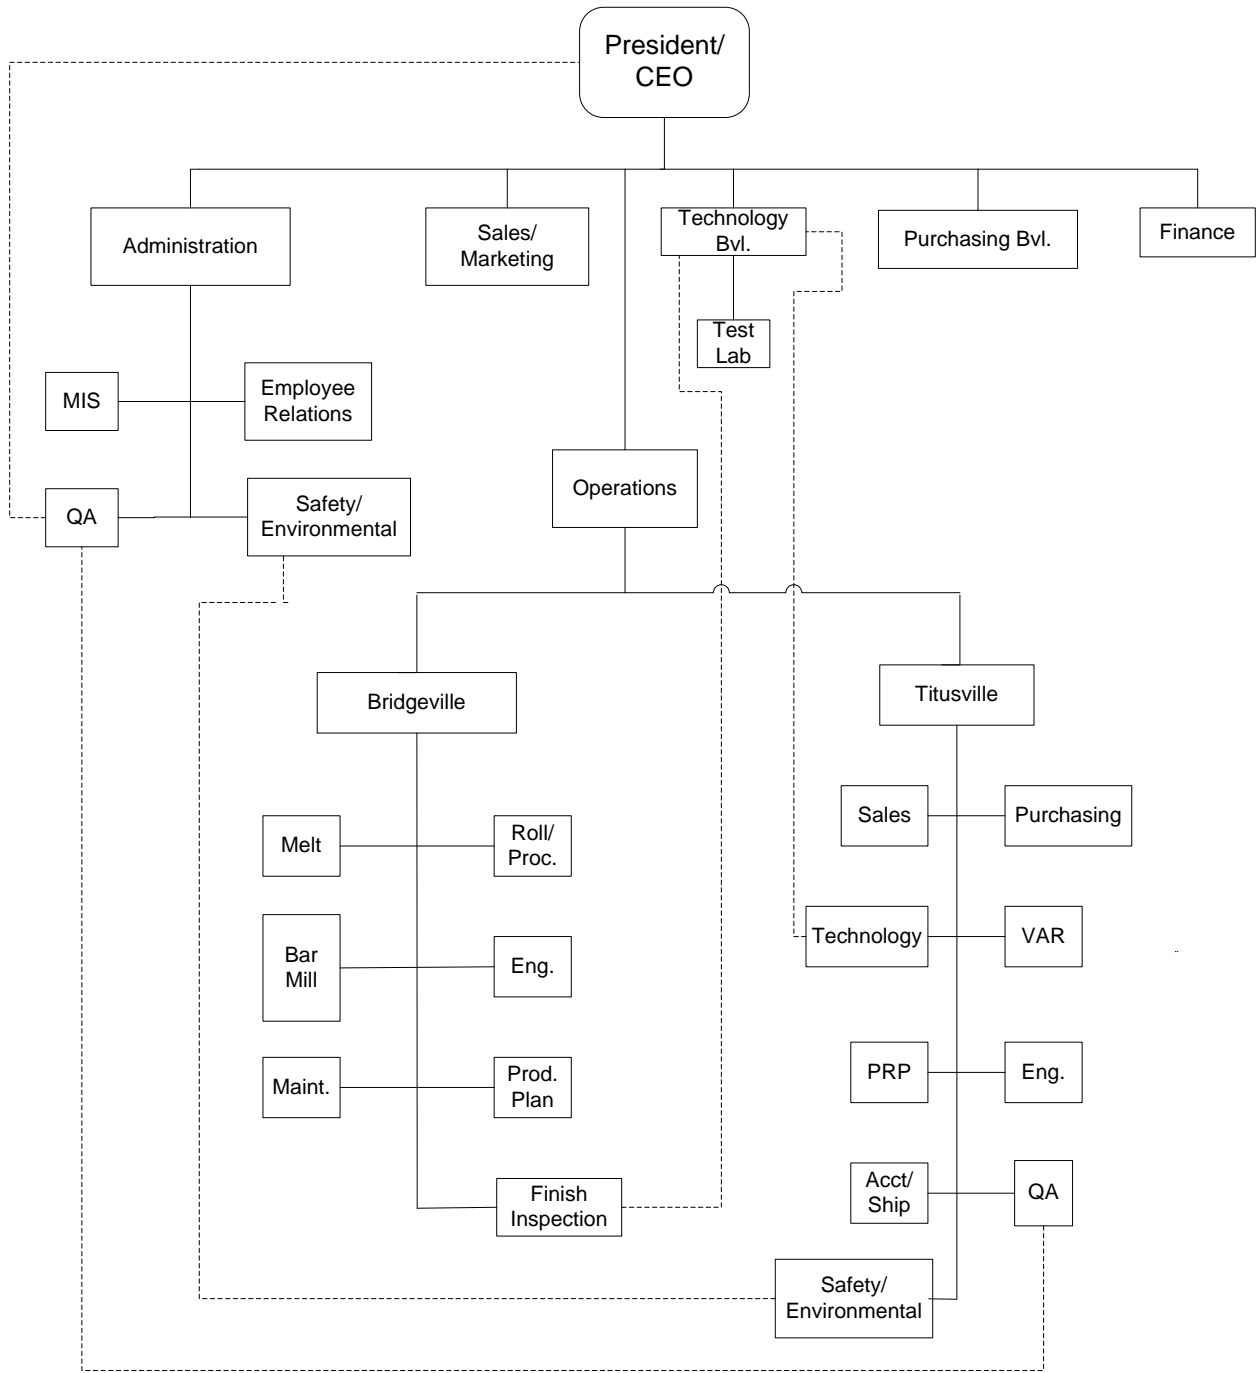 President/
CEO
Administration
Sales/
Marketing
Technology
Bvl.
Purchasing Bvl.
Finance
Test
Lab
MIS
Employee
Relations
Operations
QA
Safety/
Environmental
Bridgeville
Titusville
Melt
Roll/
Proc.
Sales
Purchasing
Bar
Mill
Eng.
Technology
VAR
Maint.
Prod.
Plan
PRP
Eng.
Finish
Inspection
Acct/
Ship
QA
Safety/
Environmental